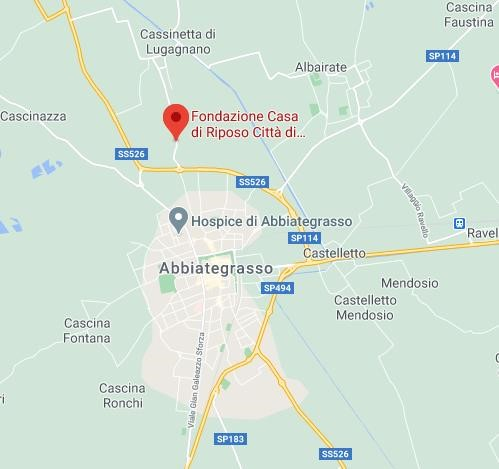 Cascina
Faustina
Cassinetta di
Lugagnano
SP114
Albairate
Cascinazza
Fondazione Casa
di Riposo Città di...
SS526
SS526
Villaggio Ravello
Hospice di Abbiategrasso
SP114
Ravel
Castelletto
Abbiategrasso
SP494
Mendosio
Castelletto
Mendosio
Cascina
Fontana
Viale Gian Galeazzo Sforza
Cascina
Ronchi
SP183
SS526